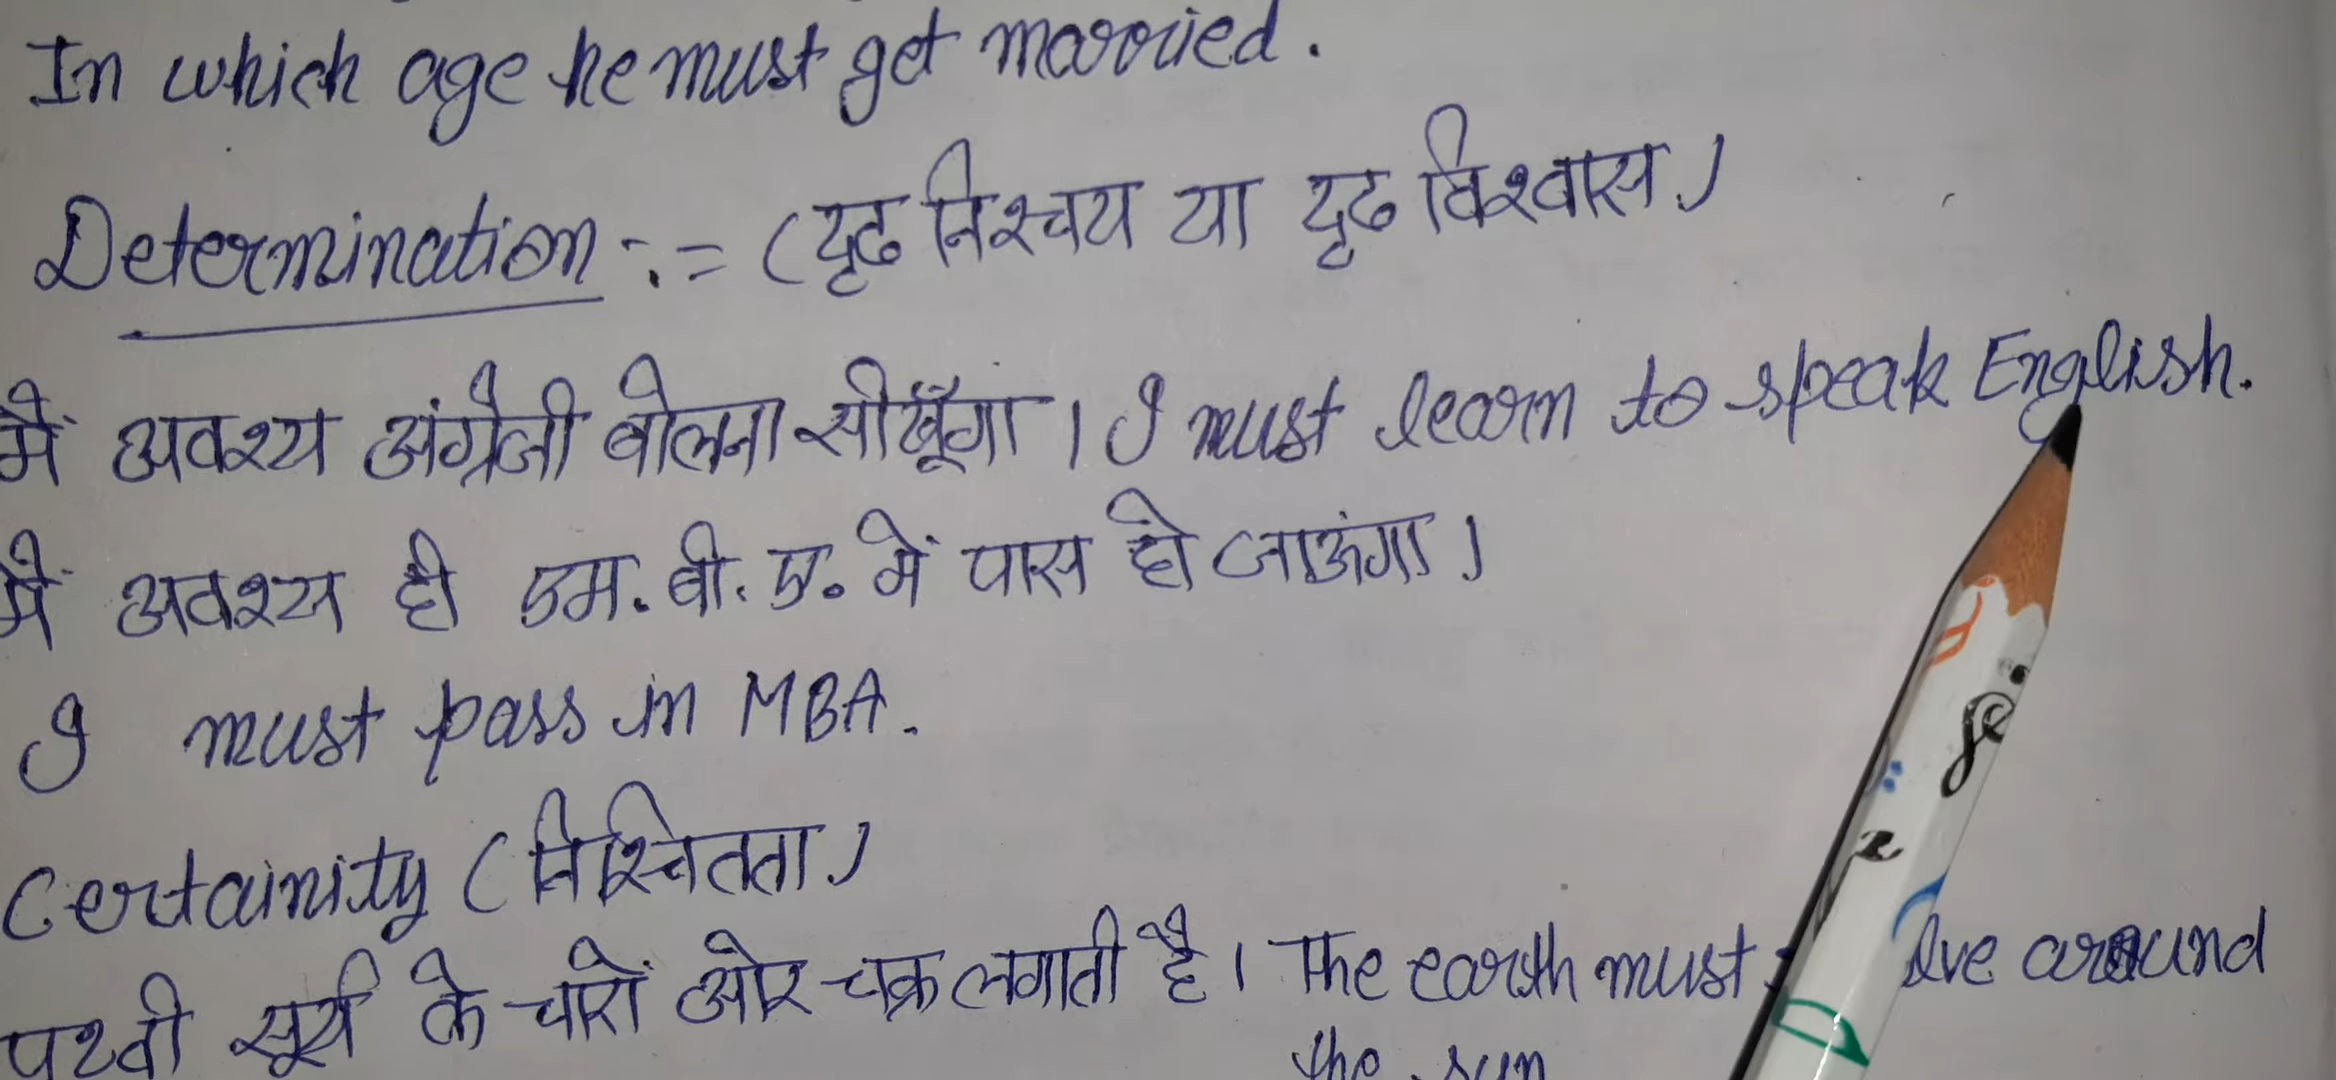 In which age he must get married.
Determination :- = (दृढ़ निश्चय या दृढ़ विश्वास)
मैं अवश्य अंग्रेजी बोलना सीखूँगा । I must learn to speak English.
मैं अवश्य ही एम. बी. ए. में पास हो जाऊंगा ।
I must pass in MBA.
Certainity (निश्चितता)
पृथ्वी सूर्य के चारों ओर चक्र लगाती है । The earth must around
the sun